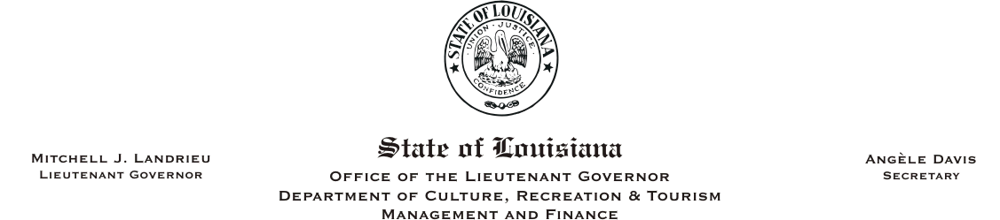 STATE OF LOUISIANA
UNION · JUSTICE
CONFIDENCE
State of Louisiana
MITCHELL J. LANDRIEU
LIEUTENANT GOVERNOR
OFFICE OF THE LIEUTENANT GOVERNOR
DEPARTMENT OF CULTURE, RECREATION & TOURISM
MANAGEMENT AND FINANCE
ANGÈLE DAVIS
SECRETARY